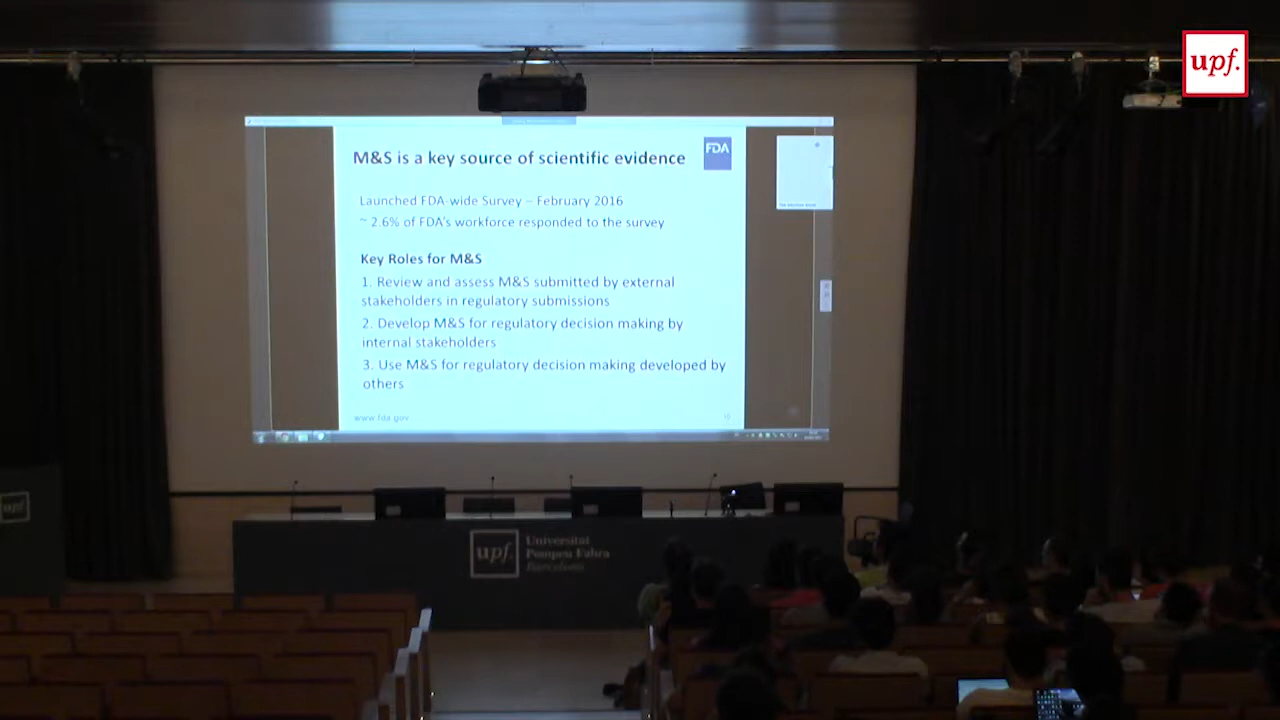 upf.
M&S is a key source of scientific evidence
FDA
Launched FDA-wide Survey – February 2016
~ 2.6% of FDA's workforce responded to the survey
Key Roles for M&S
1. Review and assess M&S submitted by external
stakeholders in regulatory submissions
2. Develop M&S for regulatory decision making by
internal stakeholders
3. Use M&S for regulatory decision making developed by
others
www.fda.gov
upf.
upf.
Universitat
Pompeu Fabra
Barcelona